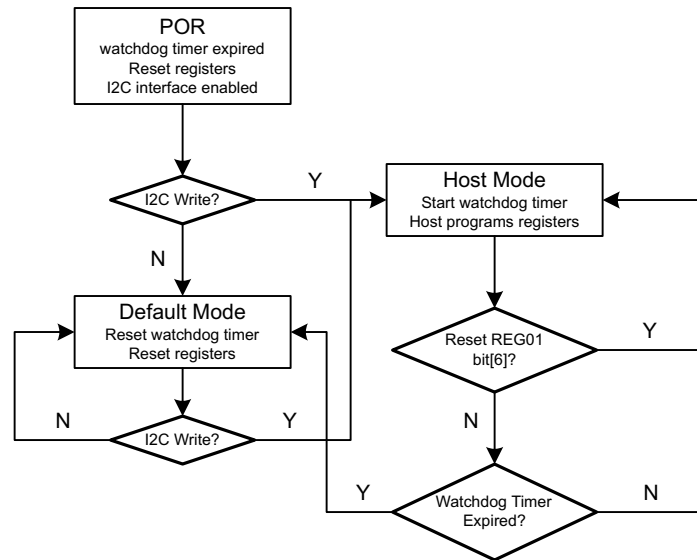 POR
watchdog timer expired
Reset registers
I2C interface enabled
I2C Write?
Y
N
Host Mode
Start watchdog timer
Host programs registers
Default Mode
Reset watchdog timer
Reset registers
Reset REG01
bit[6]?
Y
N
I2C Write?
N
Y
Watchdog Timer
Expired?
Y
N